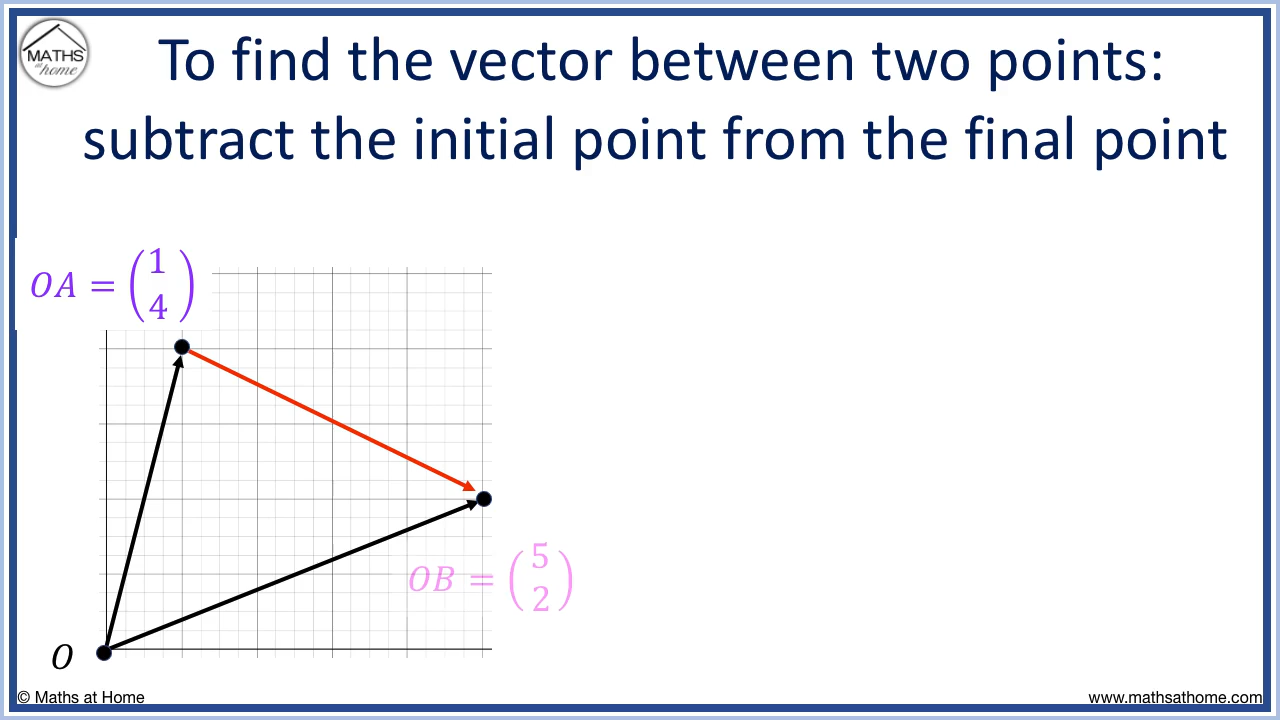 MATHS
at
home
To find the vector between two points:
subtract the initial point from the final point
OA = (1
4)
OB = (5
2)
O
© Maths at Home
www.mathsathome.com